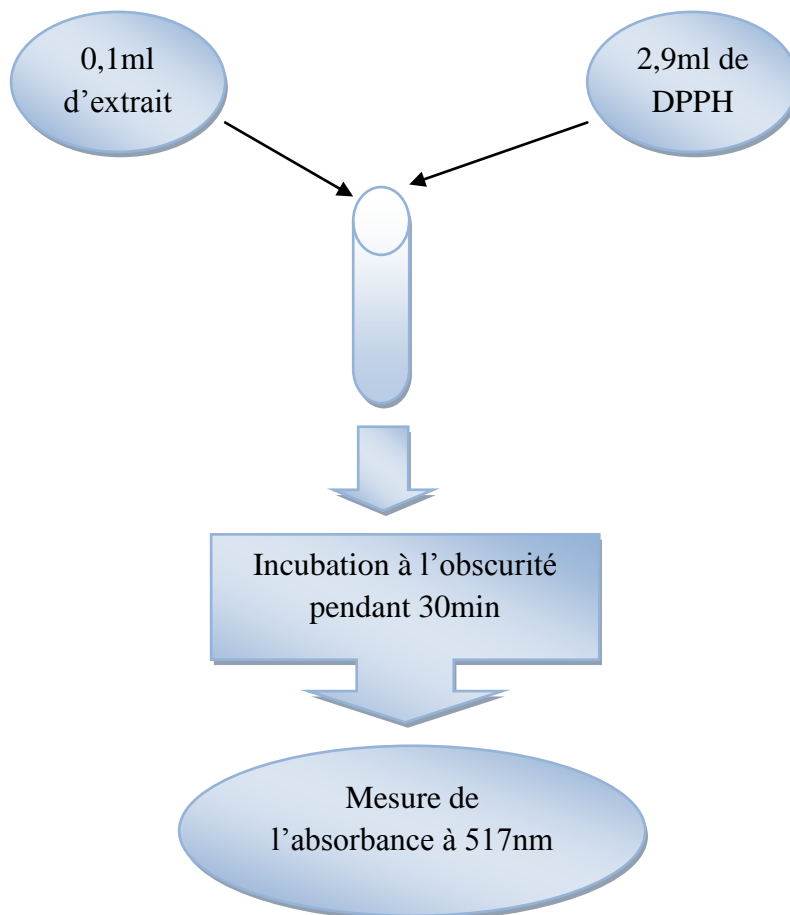 0,1ml
d’extrait
2,9ml de
DPPH
Incubation à l’obscurité
pendant 30min
Mesure de
l’absorbance à 517nm